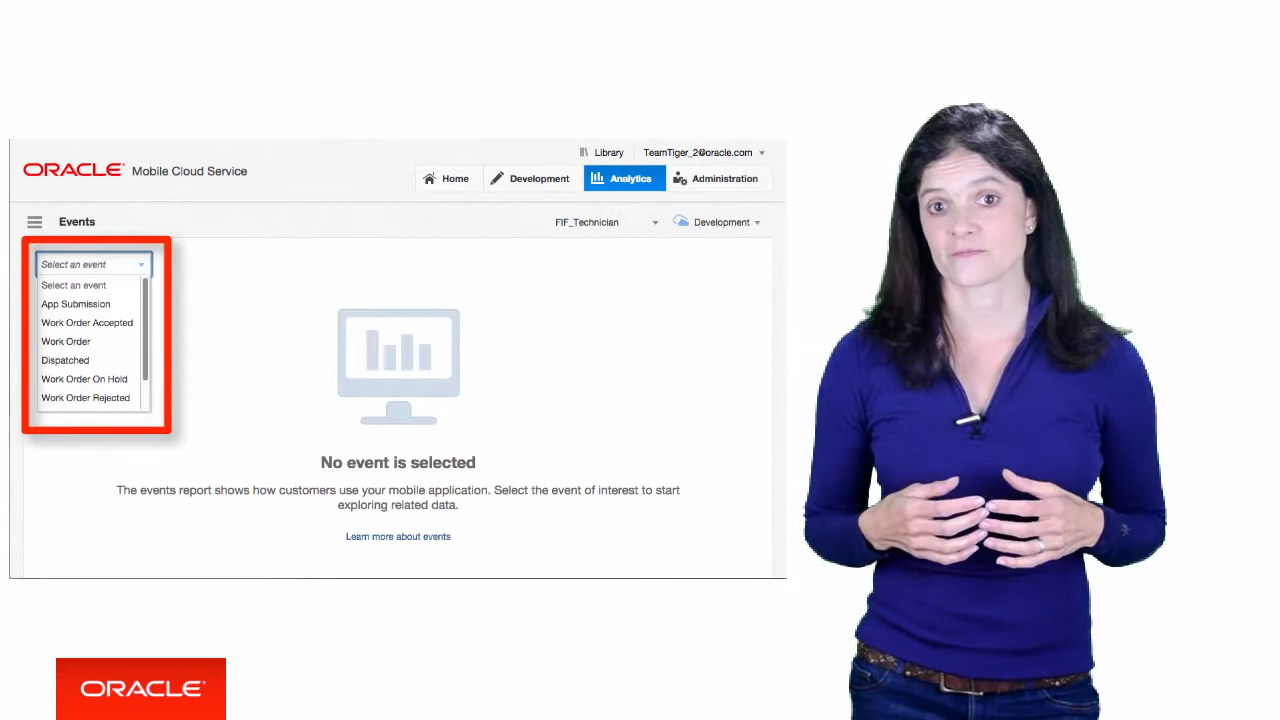 Library TeamTiger_2@oracle.com
ORACLE Mobile Cloud Service
Home Development Analytics Administration
Events FIF_Technician Development
Select an event
Select an event
App Submission
Work Order Accepted
Work Order
Dispatched
Work Order On Hold
Work Order Rejected
No event is selected
The events report shows how customers use your mobile application. Select the event of interest to start
exploring related data.
Learn more about events
ORACLE